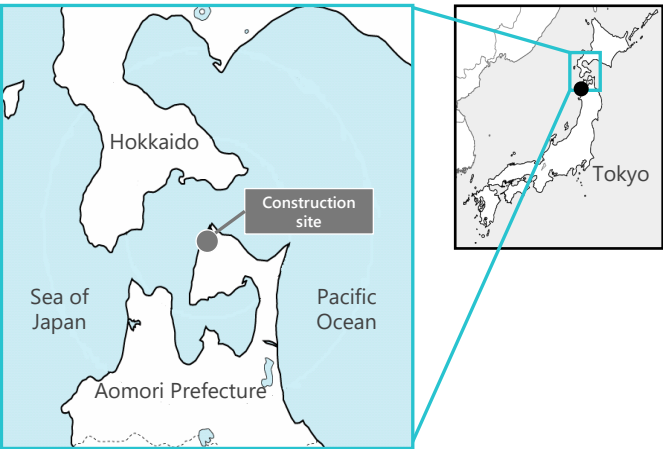 Hokkaido
Construction
site
Sea of
Japan
Pacific
Ocean
Aomori Prefecture
Tokyo